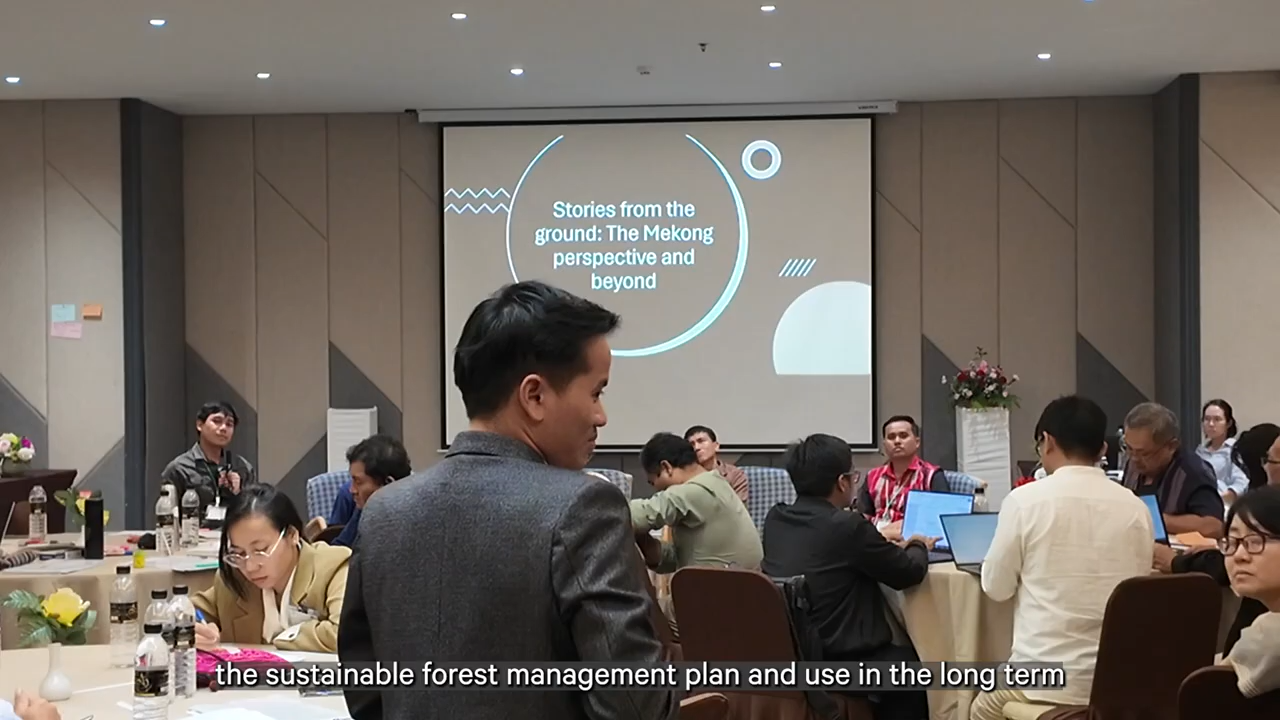 Stories from the
ground: The Mekong
perspective and
beyond
the sustainable forest management plan and use in the long term